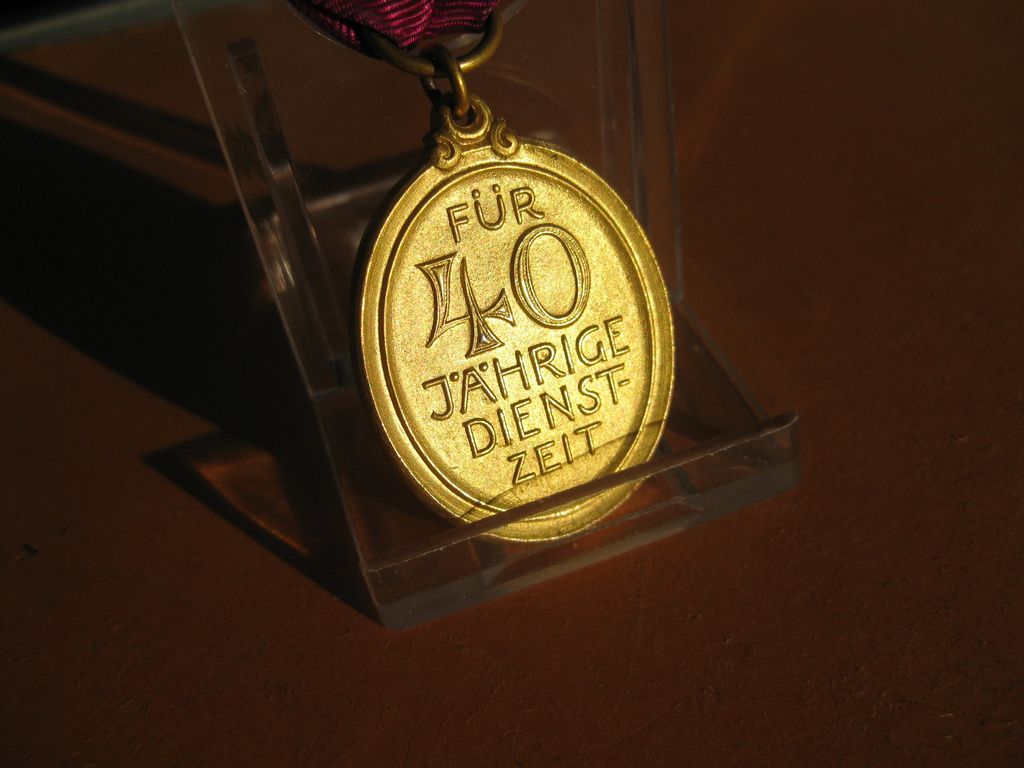 FÜR
40
JÄHRIGE
DIENST-
ZEIT